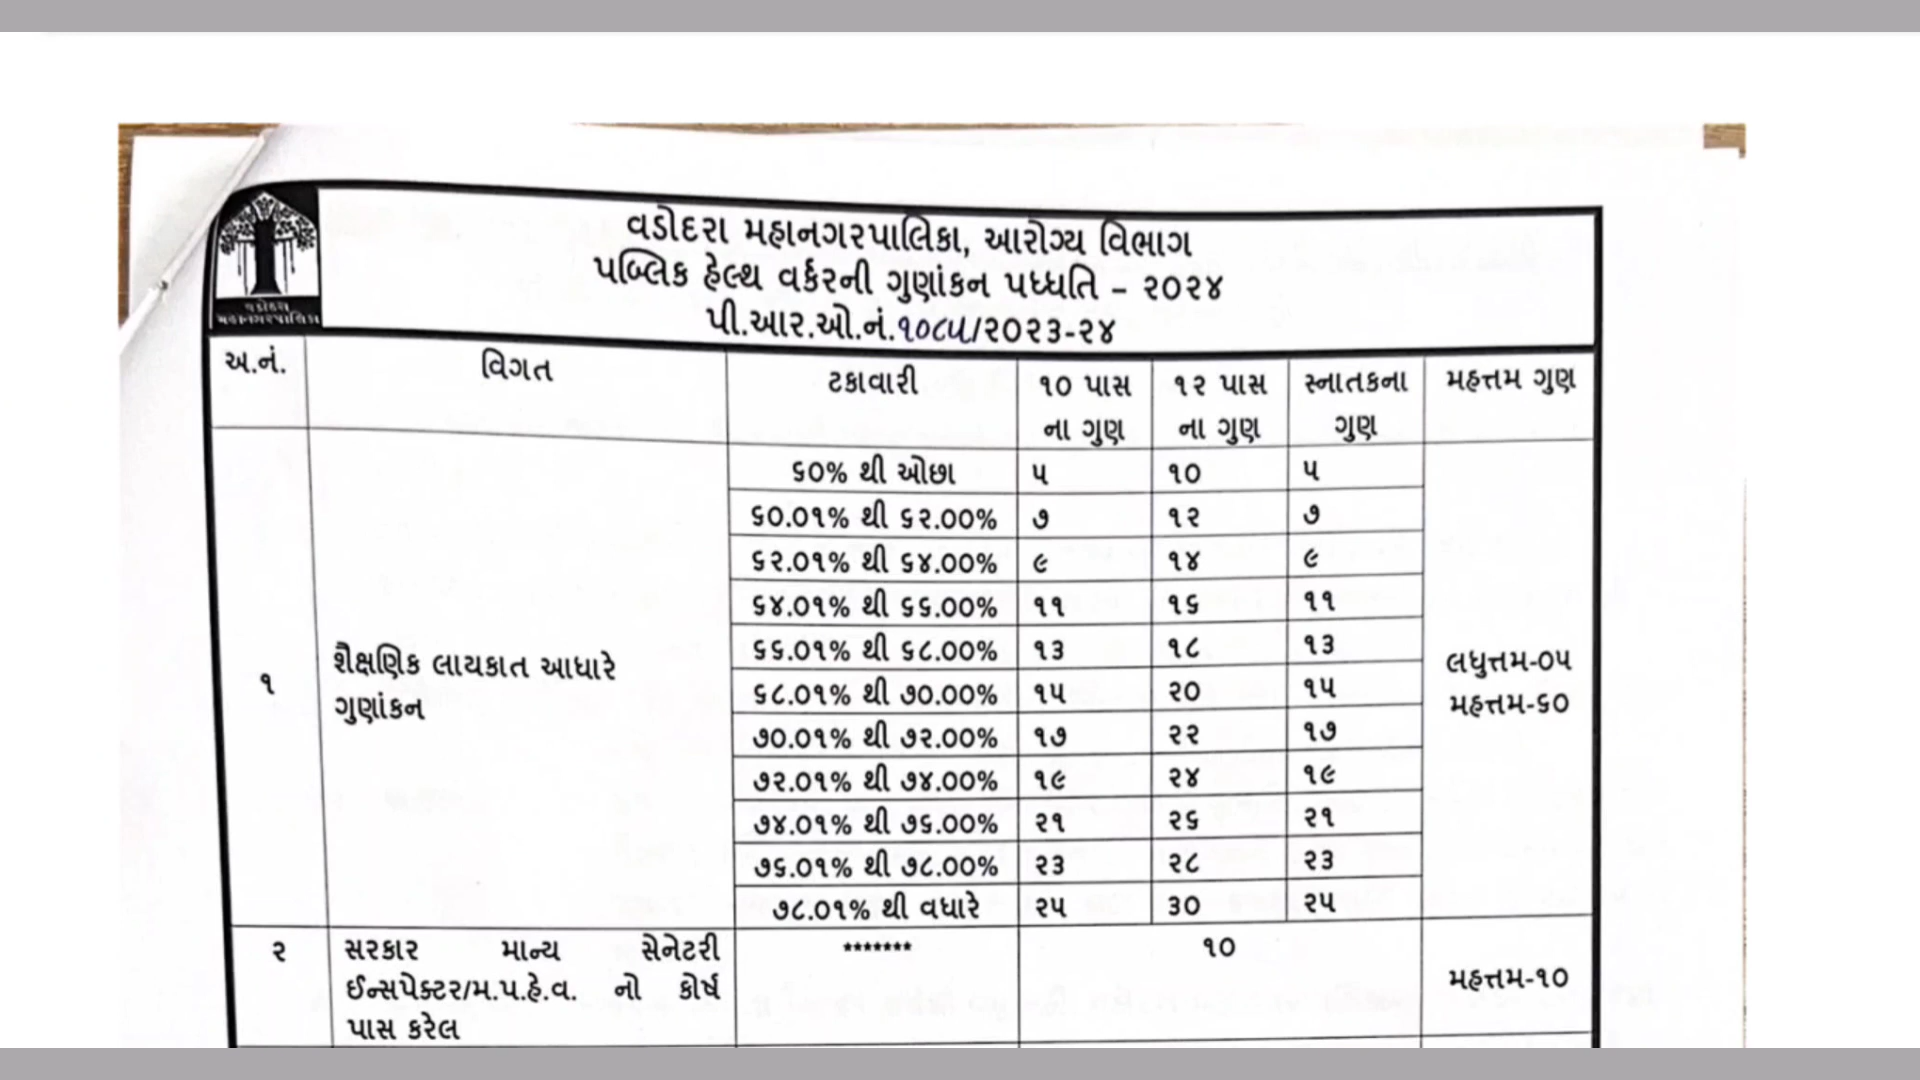 વડોદરા
મહાનગરપાલિકા
વડોદરા મહાનગરપાલિકા, આરોગ્ય વિભાગ
પબ્લિક હેલ્થ વર્કરની ગુણાંકન પધ્ધતિ – ૨૦૨૪
પી.આર.ઓ.નં.૧૦૮૫/૨૦૨૩-૨૪
અ.નં. વિગત ટકાવારી ૧૦ પાસ ના ગુણ ૧૨ પાસ ના ગુણ સ્નાતકના ગુણ મહત્તમ ગુણ
૬૦% થી ઓછા ૫ ૧૦ ૫
૬૦.૦૧% થી ૬૨.૦૦% ૭ ૧૨ ૭
૬૨.૦૧% થી ૬૪.૦૦% ૯ ૧૪ ૯
૬૪.૦૧% થી ૬૬.૦૦% ૧૧ ૧૬ ૧૧
૬૬.૦૧% થી ૬૮.૦૦% ૧૩ ૧૮ ૧૩
૧ શૈક્ષણિક લાયકાત આધારે ગુણાંકન લઘુત્તમ-૦૫ મહત્તમ-૬૦
૬૮.૦૧% થી ૭૦.૦૦% ૧૫ ૨૦ ૧૫
૭૦.૦૧% થી ૭૨.૦૦% ૧૭ ૨૨ ૧૭
૭૨.૦૧% થી ૭૪.૦૦% ૧૯ ૨૪ ૧૯
૭૪.૦૧% થી ૭૬.૦૦% ૨૧ ૨૬ ૨૧
૭૬.૦૧% થી ૭૮.૦૦% ૨૩ ૨૮ ૨૩
૭૮.૦૧% થી વધારે ૨૫ ૩૦ ૨૫
૨ સરકાર માન્ય સેનેટરી ******* ૧૦
ઈન્સપેક્ટર/મ.પ.હે.વ. નો કોર્ષ મહત્તમ-૧૦
પાસ કરેલ